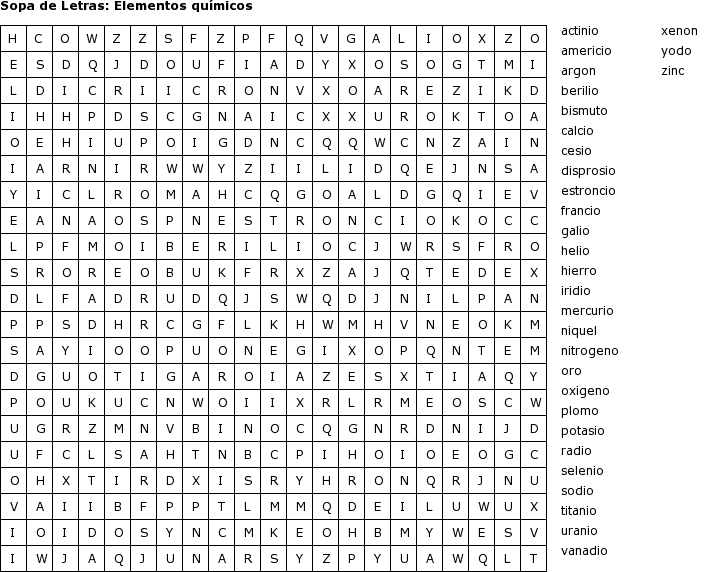 Sopa de Letras: Elementos químicos
H C O W Z Z S F Z P F Q V G A L I O X Z O
E S D Q J D O U F I A D Y X O S O G T M I
L D I C R I I C R O N V X O A R E Z I K D
I H H P D S C G N A I C X X U R O K T O A
O E H I U P O I G D N C Q Q W C N Z A I N
I A R N I R W W Y Z I I L I D Q E J N S A
Y I C L R O M A H C Q G O A L D G Q I E V
E A N A O S P N E S T R O N C I O K O C C
L P F M O I B E R I L I O C J W R S F R O
S R O R E O B U K F R X Z A J Q T E D E X
D L F A D R U D Q J S W Q D J N I L P A N
P P S D H R C G F L K H W M H V N E O K M
S A Y I O O P U O N E G I X O P Q N T E M
D G U O T I G A R O I A Z E S X T I A Q Y
P O U K U C N W O I I X R L R M E O S C W
U G R Z M N V B I N O C Q G N R D N I J D
U F C L S A H T N B C P I H O I O E O G C
O H X T I R D X I S R Y H R O N Q R J N U
V A I I B F P P T L M M Q D E I L U W U X
I O I D O S Y N C M K E O H B M Y W E S V
I W J A Q J U N A R S Y Z P Y U A W Q L T
actinio
americio
argon
berilio
bismuto
calcio
cesio
disprosio
estroncio
francio
galio
helio
hierro
iridio
mercurio
niquel
nitrogeno
oro
oxigeno
plomo
potasio
radio
selenio
sodio
titanio
uranio
vanadio
xenon
yodo
zinc